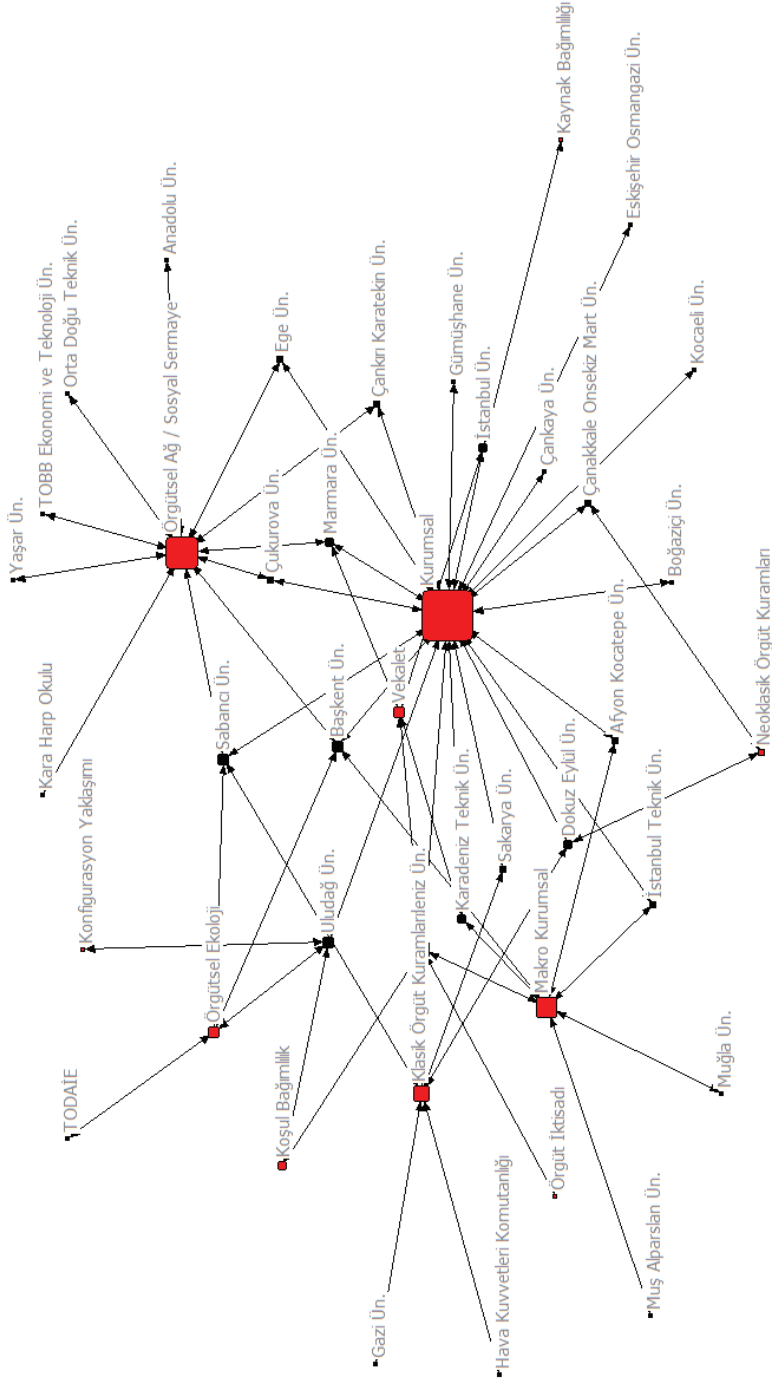 Yaşar Ün.
TOBB Ekonomi ve Teknoloji Ün.
Orta Doğu Teknik Ün.
Kara Harp Okulu
Örgütsel Ağ / Sosyal Sermaye
Anadolu Ün.
Konfigurasyon Yaklaşımı
TODAİE
Örgütsel Ekoloji
Sabancı Ün.
Çukurova Ün.
Ege Ün.
Koşul Bağımlılık
Uludağ Ün.
Başkent Ün.
Marmara Ün.
Çankırı Karatekin Ün.
Vekalet
Kurumsal
Gümüşhane Ün.
Gazi Ün.
Klasik Örgüt Kuramları
leniz Ün.
Karadeniz Teknik Ün.
İstanbul Ün.
Kaynak Bağımlılığı
Hava Kuvvetleri Komutanlığı
Sakarya Ün.
Çankaya Ün.
Örgüt İktisadı
Makro Kurumsal
Dokuz Eylül Ün.
Çanakkale Onsekiz Mart Ün.
Eskişehir Osmangazi Ün.
Afyon Kocatepe Ün.
Muş Alparslan Ün.
İstanbul Teknik Ün.
Boğaziçi Ün.
Kocaeli Ün.
Muğla Ün.
Neoklasik Örgüt Kuramları